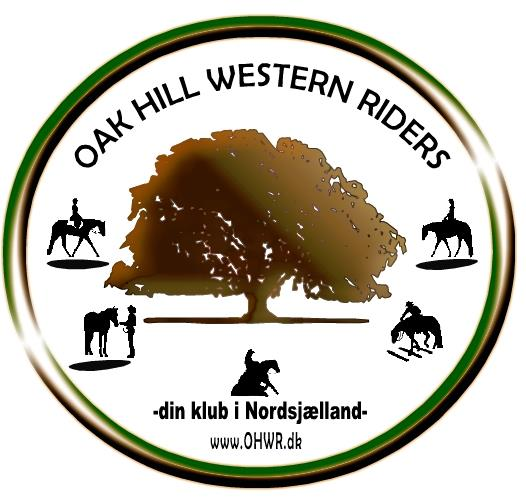 OAK HILL WESTERN RIDERS
-din klub i Nordsjælland-
www.OHWR.dk